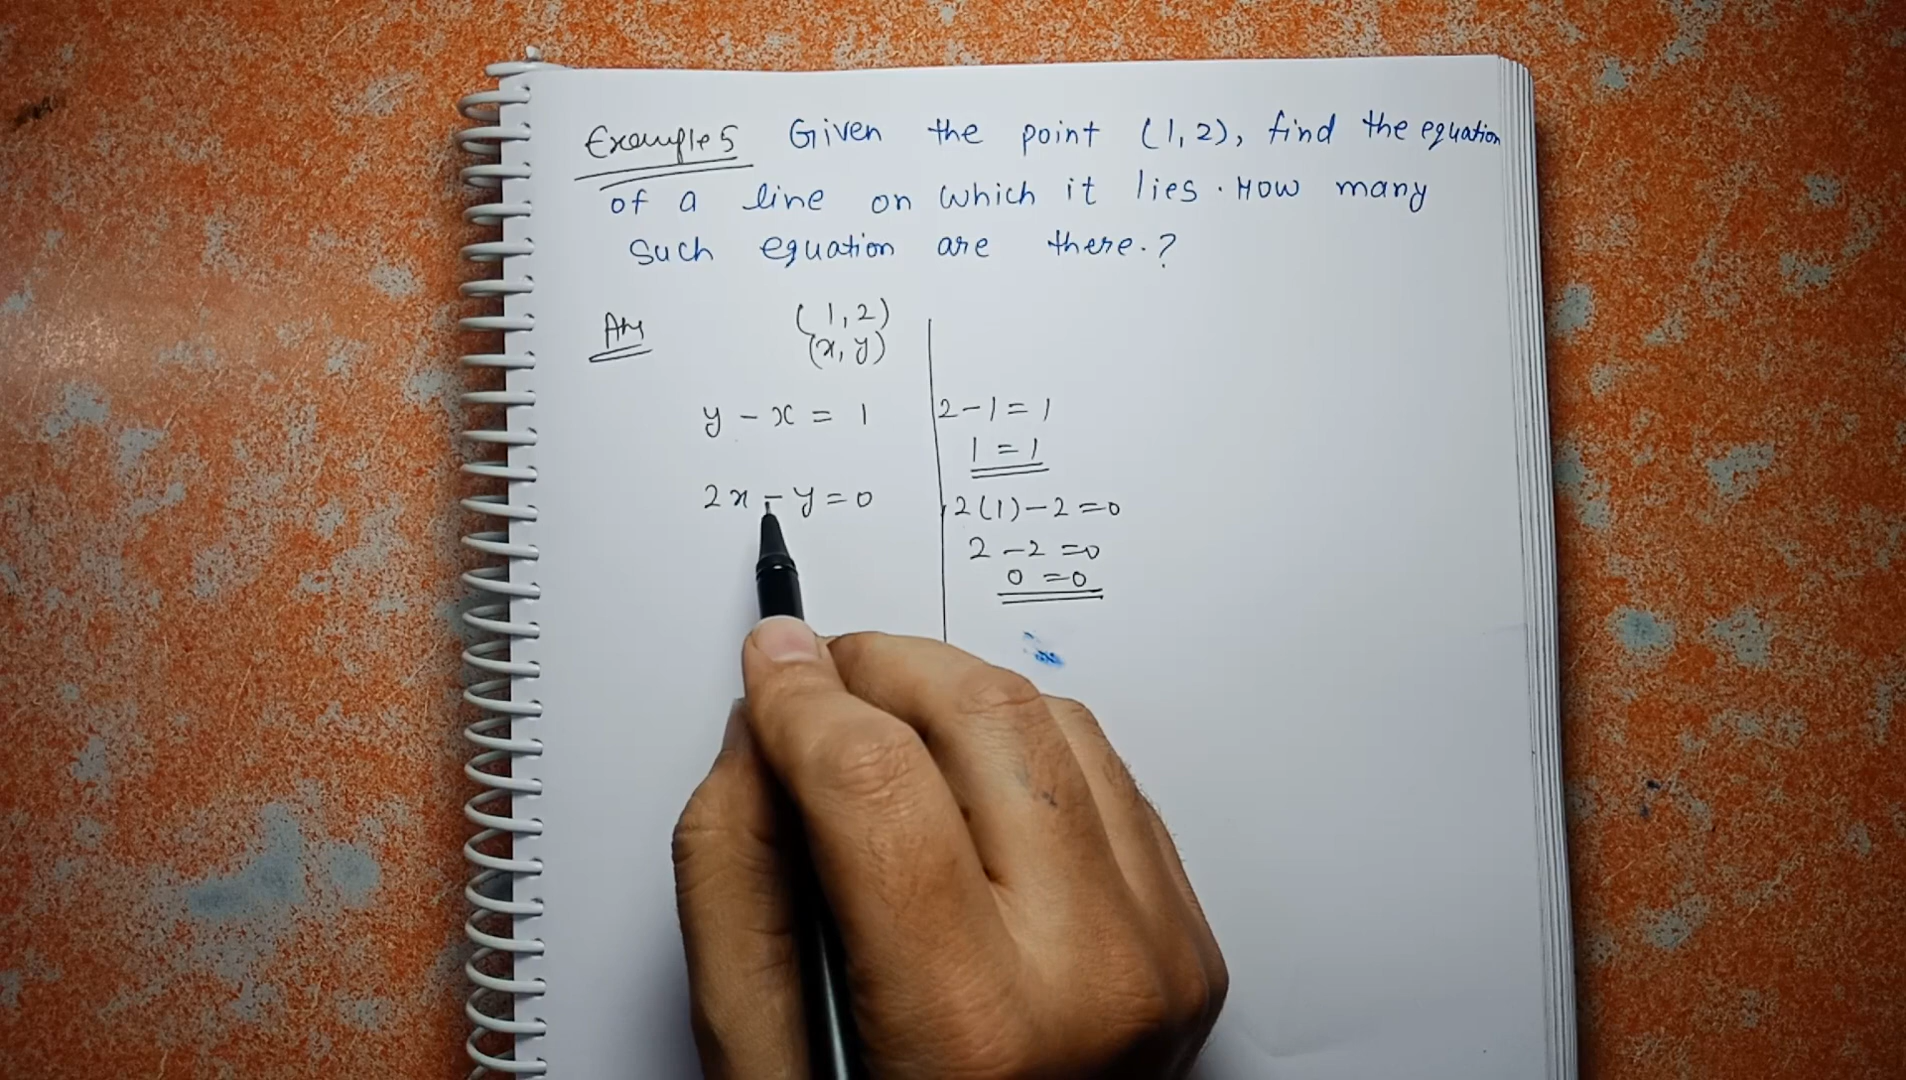 Example 5 Given the point (1,2), find the equation
of a line on which it lies. How many
such equation are there.?
Ans
(1,2)
(x,y)
y - x = 1
2x - y = 0
2 - 1 = 1
1 = 1
2(1) - 2 = 0
2 - 2 = 0
0 = 0